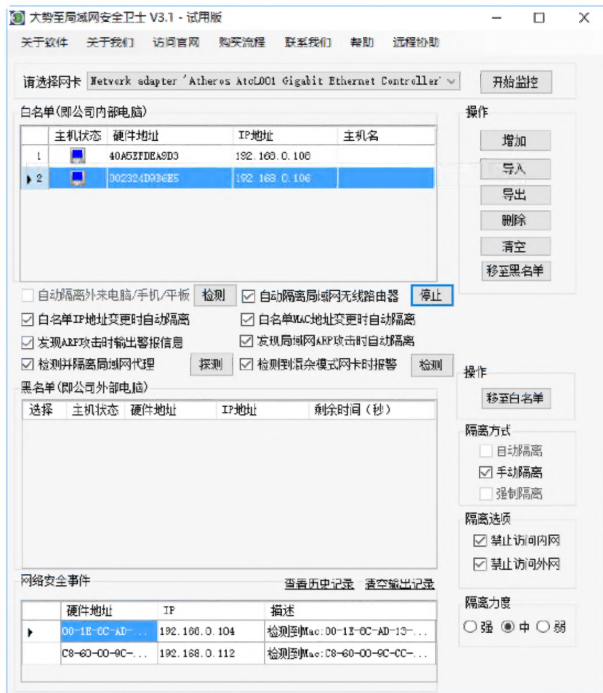 大势至局域网安全卫士 V3.1 - 试用版
关于软件 关于我们 访问官网 购买流程 联系我们 帮助 远程协助
请选择网卡 Network adapter 'Atheros AtcL001 Gigabit Ethernet Controller' 开始监控
白名单(即公司内部电脑) 操作
主机状态 硬件地址 IP地址 主机名
增加
1 192.168.0.108
导入
2 192.168.0.106
导出
删除
清空
移至黑名单
自动隔离外来电脑/手机/平板 检测 自动隔离局域网无线路由器 停止
白名单IP地址变更时自动隔离 白名单MAC地址变更时自动隔离
发现ARP攻击时输出警报信息 发现局域网ARP攻击时自动隔离
检测并隔离局域网代理 探测 检测到混杂模式网卡时报警 检测
操作
黑名单(即公司外部电脑)
移至白名单
选择 主机状态 硬件地址 IP地址 剩余时间(秒)
隔离方式
自动隔离
手动隔离
强制隔离
隔离选项
禁止访问内网
禁止访问外网
网络安全事件 查看历史记录 清空输出记录
隔离力度
硬件地址 IP 描述
强 中 弱
00-1E-8C-AD-... 192.168.0.104 检测到Mac:00-1E-8C-AD-13-...
C8-60-00-9C-... 192.168.0.112 检测到Mac:C8-60-00-9C-CC-...